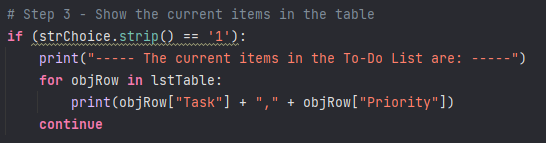 # Step 3 - Show the current items in the table
if (strChoice.strip() == '1'):
    print("----- The current items in the To-Do List are: -----")
    for objRow in lstTable:
        print(objRow["Task"] + "," + objRow["Priority"])
    continue